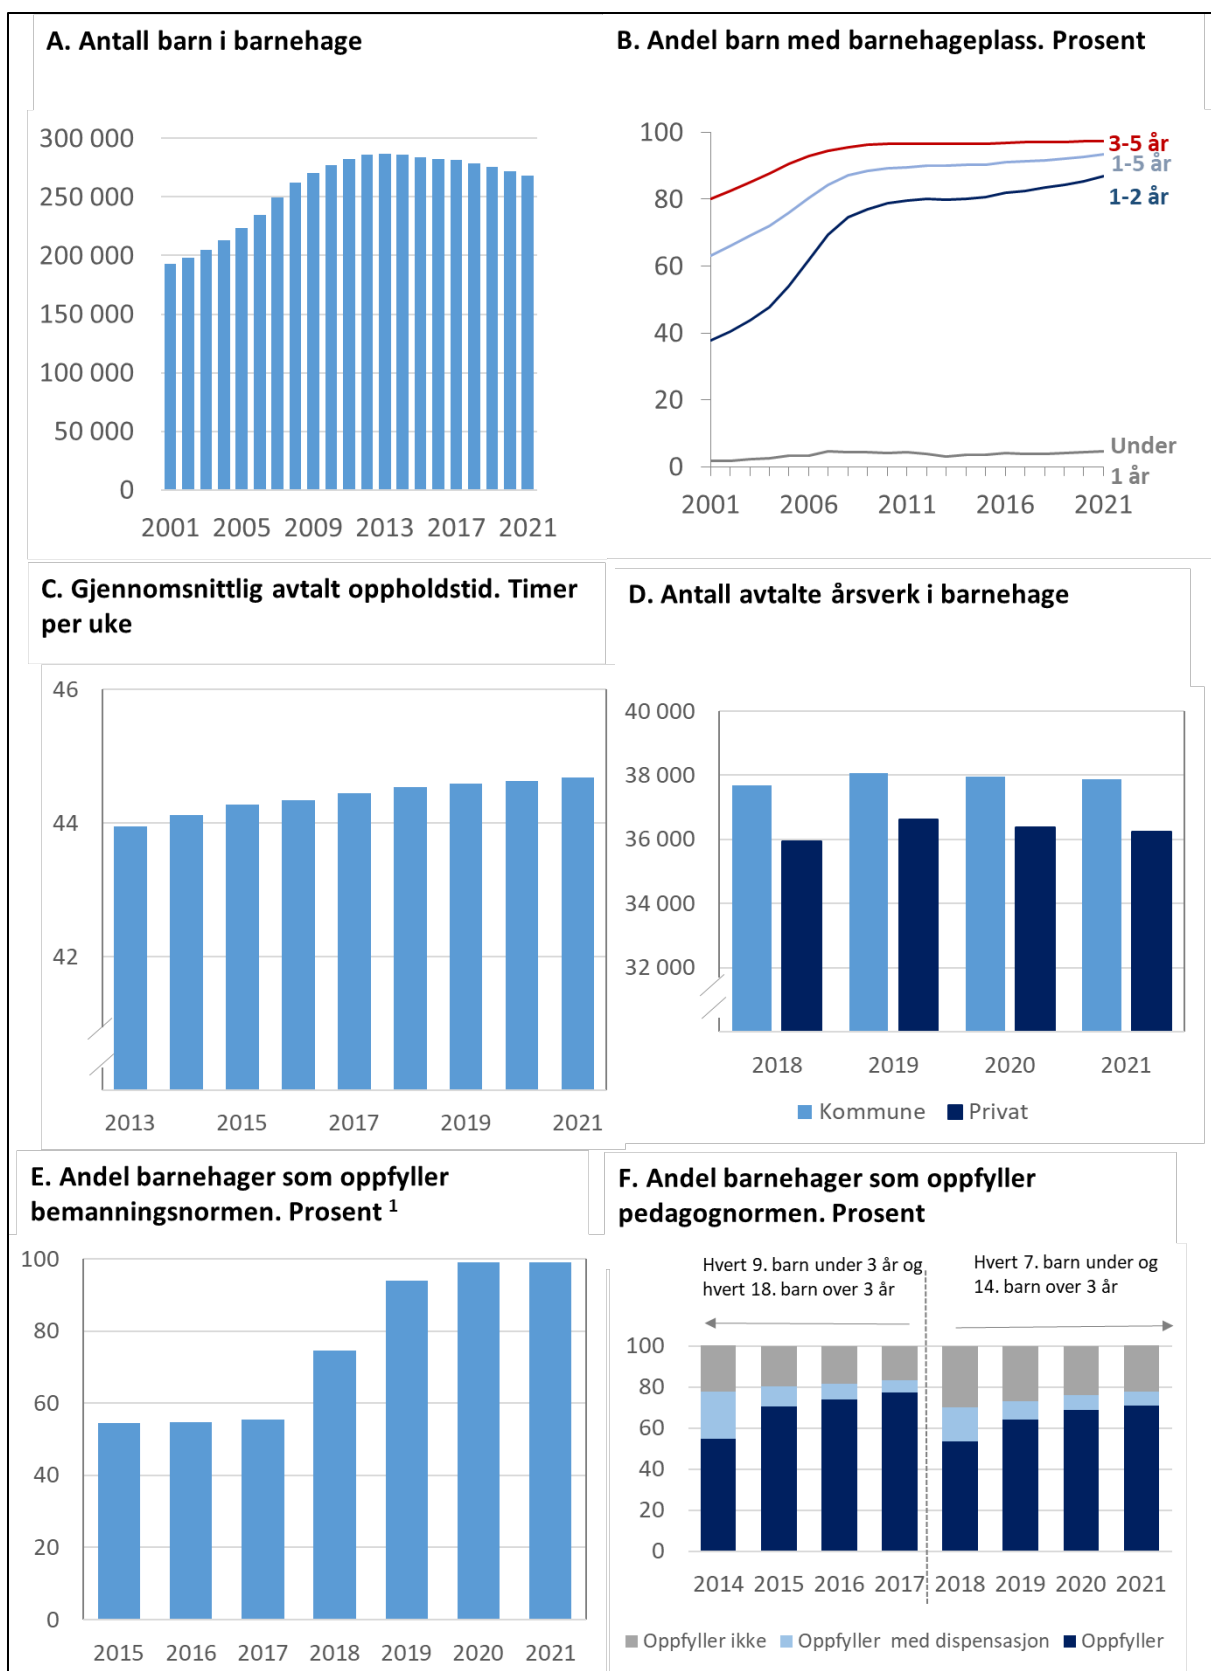 A. Antall barn i barnehage
300 000
250 000
200 000
150 000
100 000
50 000
0
2001 2005 2009 2013 2017 2021
B. Andel barn med barnehageplass. Prosent
100
80
60
40
20
0
3-5 år
1-5 år
1-2 år
Under
1 år
2001 2006 2011 2016 2021
C. Gjennomsnittlig avtalt oppholdstid. Timer
per uke
46
44
42
2013 2015 2017 2019 2021
D. Antall avtalte årsverk i barnehage
40 000
38 000
36 000
34 000
32 000
2018 2019 2020 2021
Kommune Privat
E. Andel barnehager som oppfyller
bemanningsnormen. Prosent ¹
100
80
60
40
20
0
2015 2016 2017 2018 2019 2020 2021
F. Andel barnehager som oppfyller
pedagognormen. Prosent
Hvert 9. barn under 3 år og
hvert 18. barn over 3 år
Hvert 7. barn under og
14. barn over 3 år
100
80
60
40
20
0
2014 2015 2016 2017 2018 2019 2020 2021
Oppfyller ikke Oppfyller med dispensasjon Oppfyller